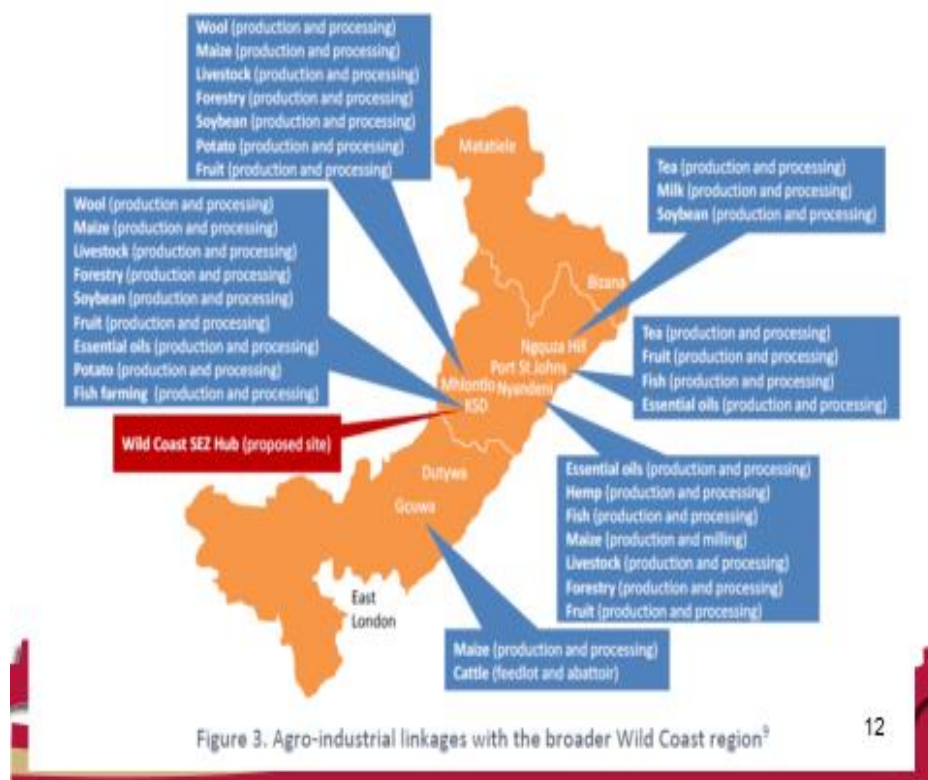 Wool (production and processing)
Maize (production and processing)
Livestock (production and processing)
Forestry (production and processing)
Soybean (production and processing)
Potato (production and processing)
Fruit (production and processing)
Wool (production and processing)
Maize (production and processing)
Livestock (production and processing)
Forestry (production and processing)
Soybean (production and processing)
Fruit (production and processing)
Essential oils (production and processing)
Potato (production and processing)
Fish farming (production and processing)
Wild Coast SEZ Hub (proposed site)
Matatiele
Bizana
Ngquza Hill
Port St Johns
Mhlontlo
Nyandeni
KSD
Dutywa
Gcuwa
East
London
Tea (production and processing)
Milk (production and processing)
Soybean (production and processing)
Tea (production and processing)
Fruit (production and processing)
Fish (production and processing)
Essential oils (production and processing)
Essential oils (production and processing)
Hemp (production and processing)
Fish (production and processing)
Maize (production and milling)
Livestock (production and processing)
Forestry (production and processing)
Fruit (production and processing)
Maize (production and processing)
Cattle (feedlot and abattoir)
Figure 3. Agro-industrial linkages with the broader Wild Coast region⁹
12